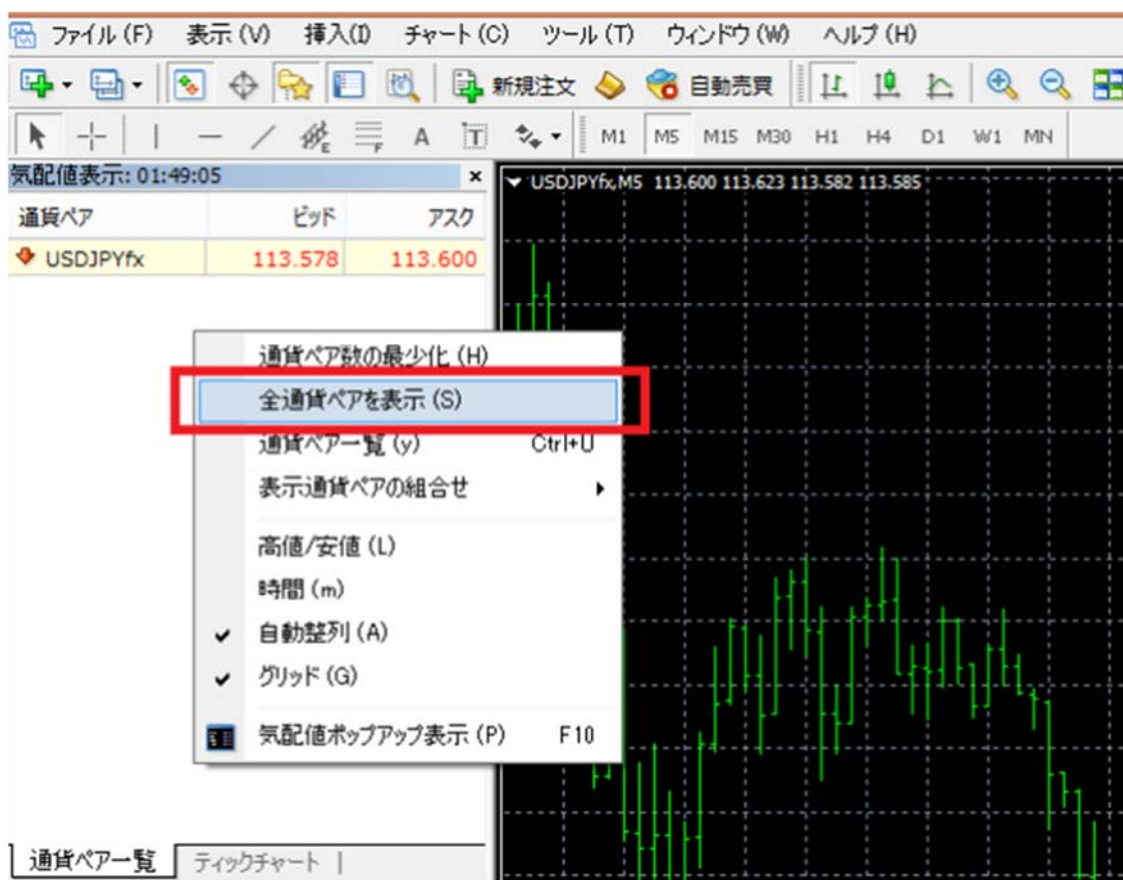 ファイル (F) 表示 (V) 挿入(I) チャート (C) ツール (T) ウィンドウ (W) ヘルプ (H)
新規注文 自動売買
E F A T M1 M5 M15 M30 H1 H4 D1 W1 MN
気配値表示: 01:49:05 ×
USDJPYfx,M5 113.600 113.623 113.582 113.585
通貨ペア ビッド アスク
USDJPYfx 113.578 113.600
通貨ペア数の最少化 (H)
全通貨ペアを表示 (S)
通貨ペア一覧 (y) Ctrl+U
表示通貨ペアの組合せ
高値/安値 (L)
時間 (m)
自動整列 (A)
グリッド (G)
気配値ポップアップ表示 (P) F10
通貨ペア一覧 ティックチャート